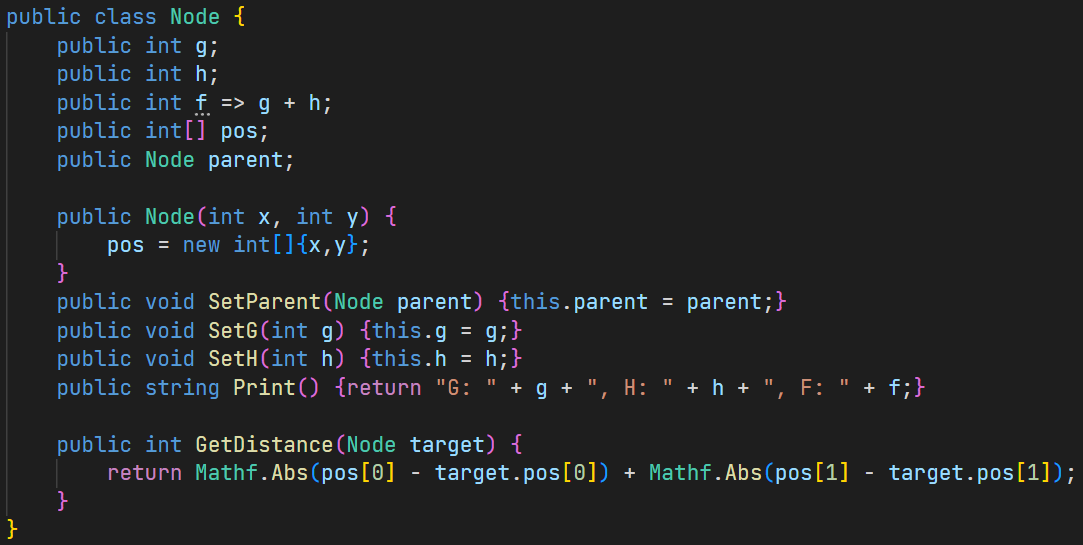 public class Node {
    public int g;
    public int h;
    public int f => g + h;
    public int[] pos;
    public Node parent;

    public Node(int x, int y) {
        pos = new int[]{x,y};
    }
    public void SetParent(Node parent) {this.parent = parent;}
    public void SetG(int g) {this.g = g;}
    public void SetH(int h) {this.h = h;}
    public string Print() {return "G: " + g + ", H: " + h + ", F: " + f;}

    public int GetDistance(Node target) {
        return Mathf.Abs(pos[0] - target.pos[0]) + Mathf.Abs(pos[1] - target.pos[1]);
    }
}